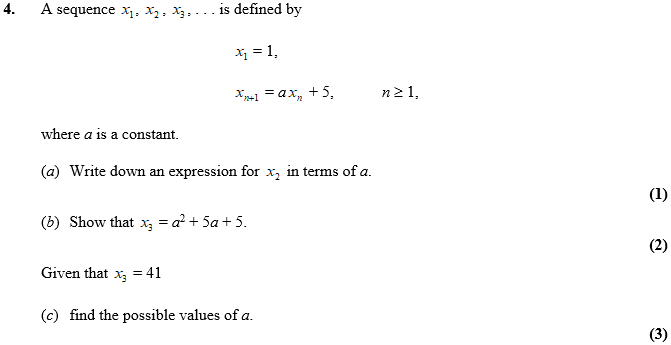 4. A sequence x₁, x₂, x₃, . . . is defined by
x₁ = 1,
xₙ₊₁ = axₙ + 5, n ≥ 1,
where a is a constant.
(a) Write down an expression for x₂ in terms of a.
(1)
(b) Show that x₃ = a² + 5a + 5.
(2)
Given that x₃ = 41
(c) find the possible values of a.
(3)